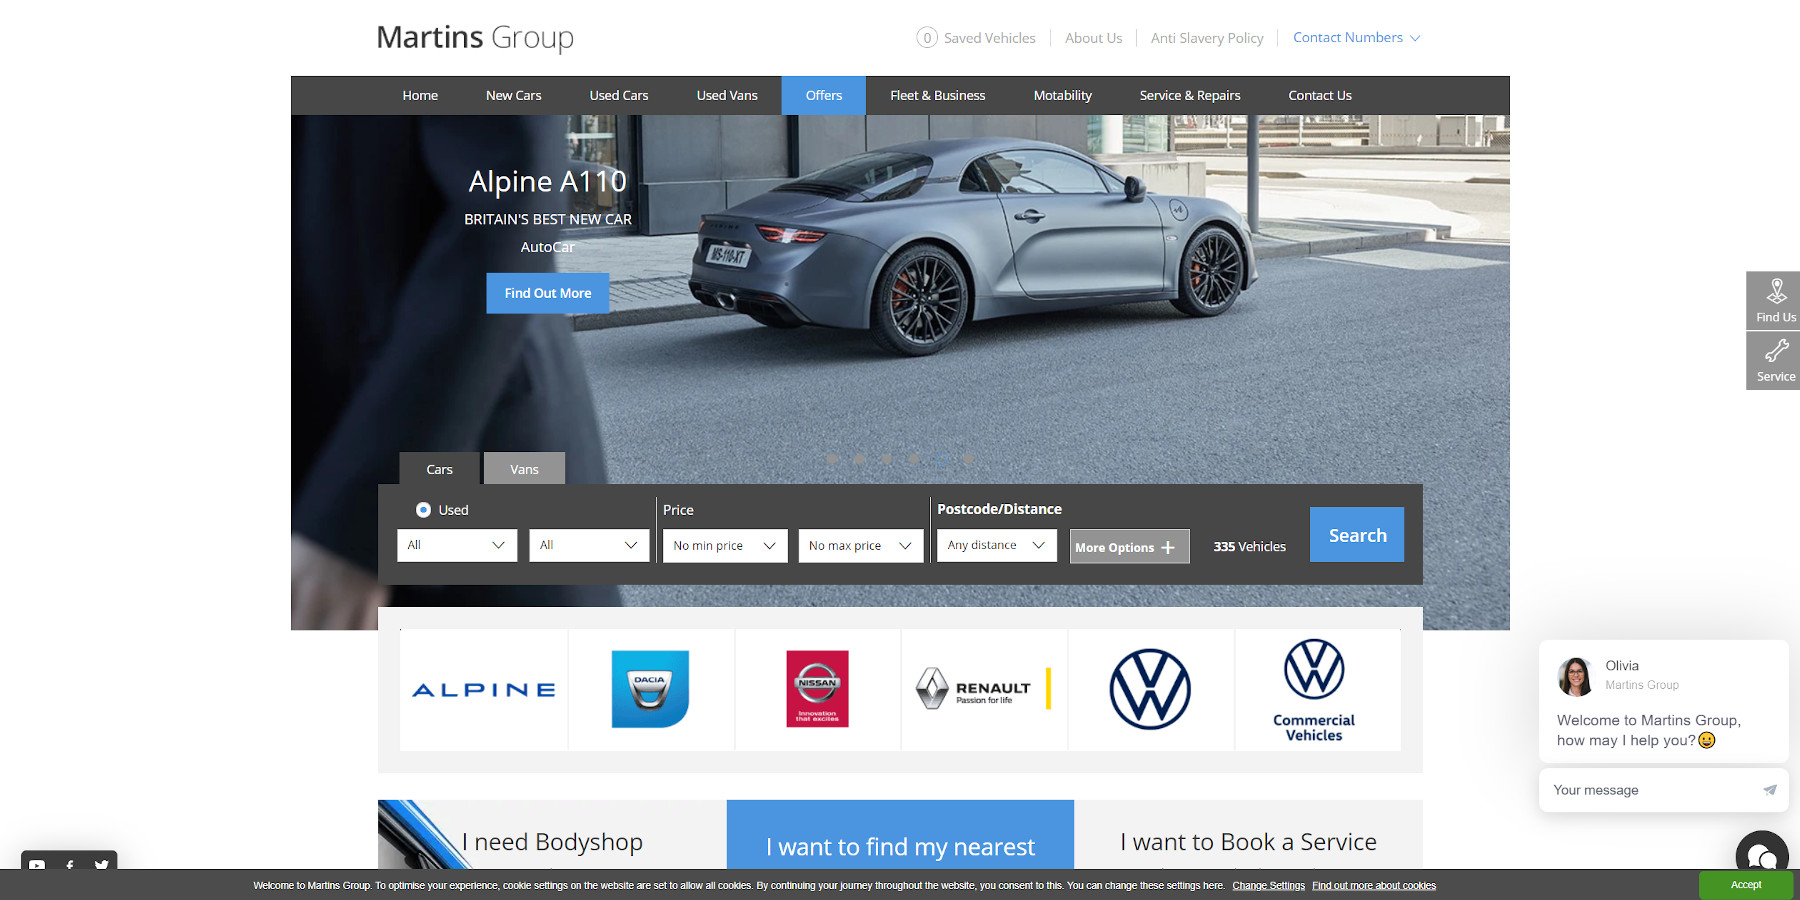 Martins Group
0 Saved Vehicles
About Us
Anti Slavery Policy
Contact Numbers
Home
New Cars
Used Cars
Used Vans
Offers
Fleet & Business
Motability
Service & Repairs
Contact Us
Alpine A110
BRITAIN'S BEST NEW CAR
AutoCar
Find Out More
ALPINE
MS-110-XT
Find Us
Service
Cars
Vans
Used
Price
Postcode/Distance
All
All
No min price
No max price
Any distance
More Options
335 Vehicles
Search
ALPINE
DACIA
NISSAN
Innovation
that excites
RENAULT
Passion for life
Commercial
Vehicles
Olivia
Martins Group
Welcome to Martins Group,
how may I help you?😀
Your message
I need Bodyshop
I want to find my nearest
I want to Book a Service
Welcome to Martins Group. To optimise your experience, cookie settings on the website are set to allow all cookies. By continuing your journey throughout the website, you consent to this. You can change these settings here. Change Settings Find out more about cookies
Accept